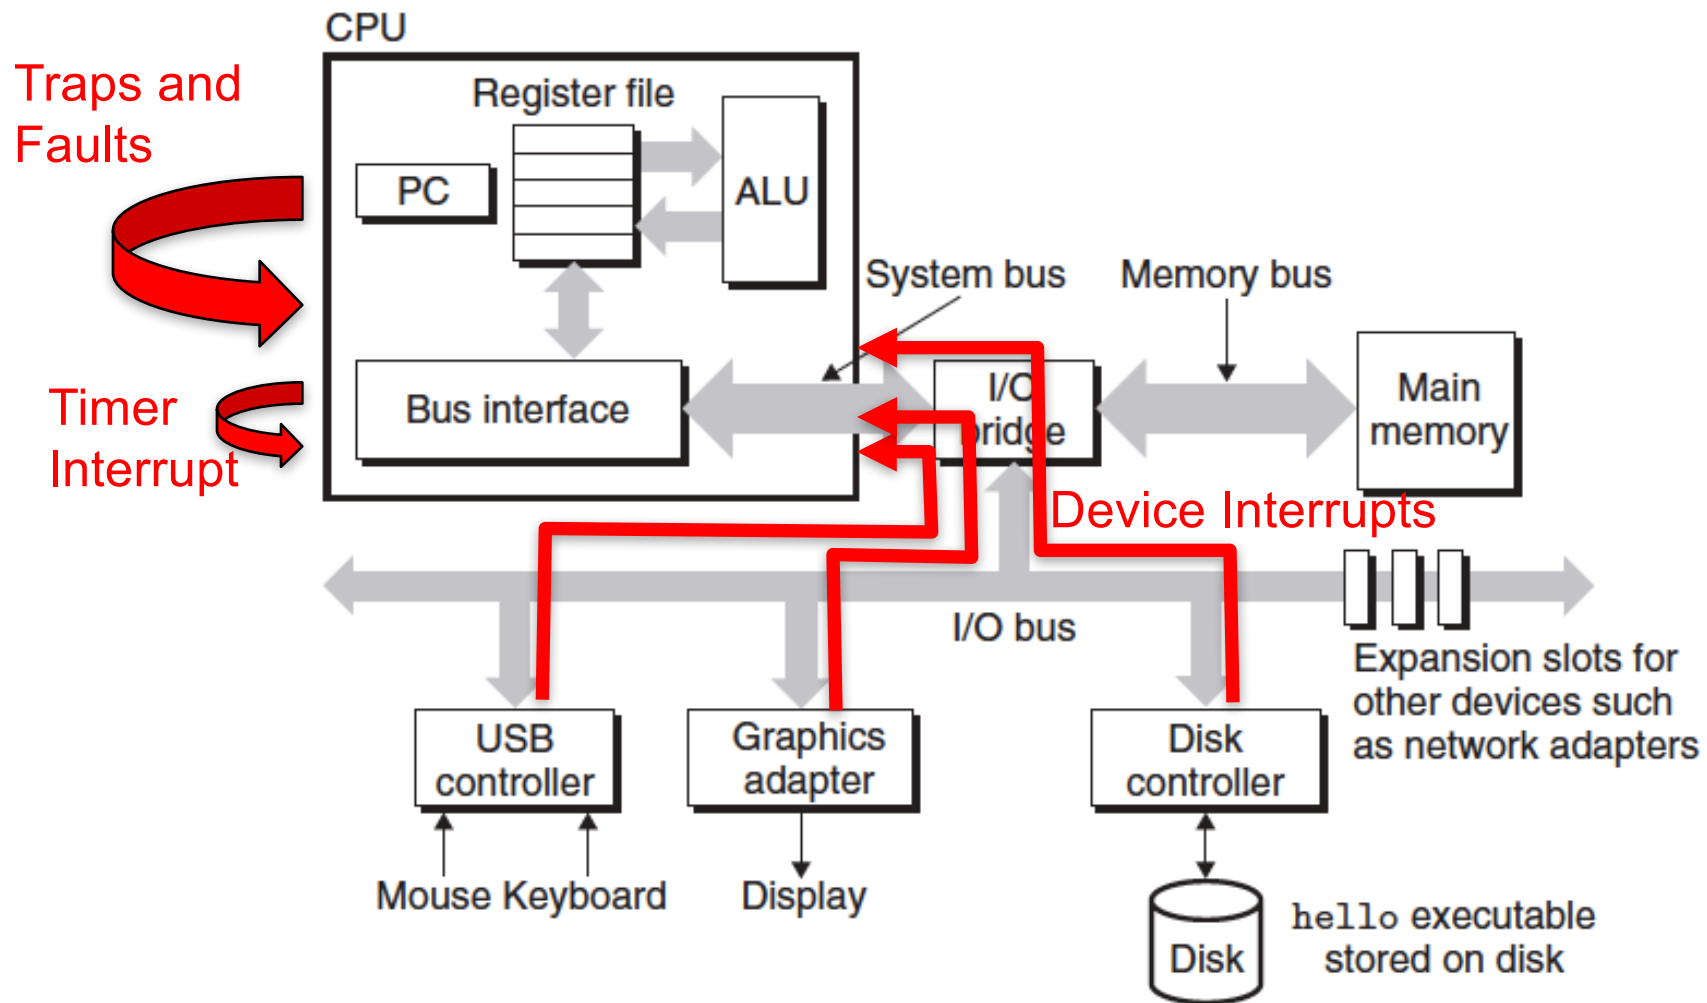 CPU
Traps and
Faults
Register file
PC
ALU
System bus
Memory bus
Timer
Interrupt
Bus interface
I/O
bridge
Main
memory
Device Interrupts
I/O bus
Expansion slots for
other devices such
as network adapters
USB
controller
Graphics
adapter
Disk
controller
Mouse Keyboard
Display
Disk
hello executable
stored on disk